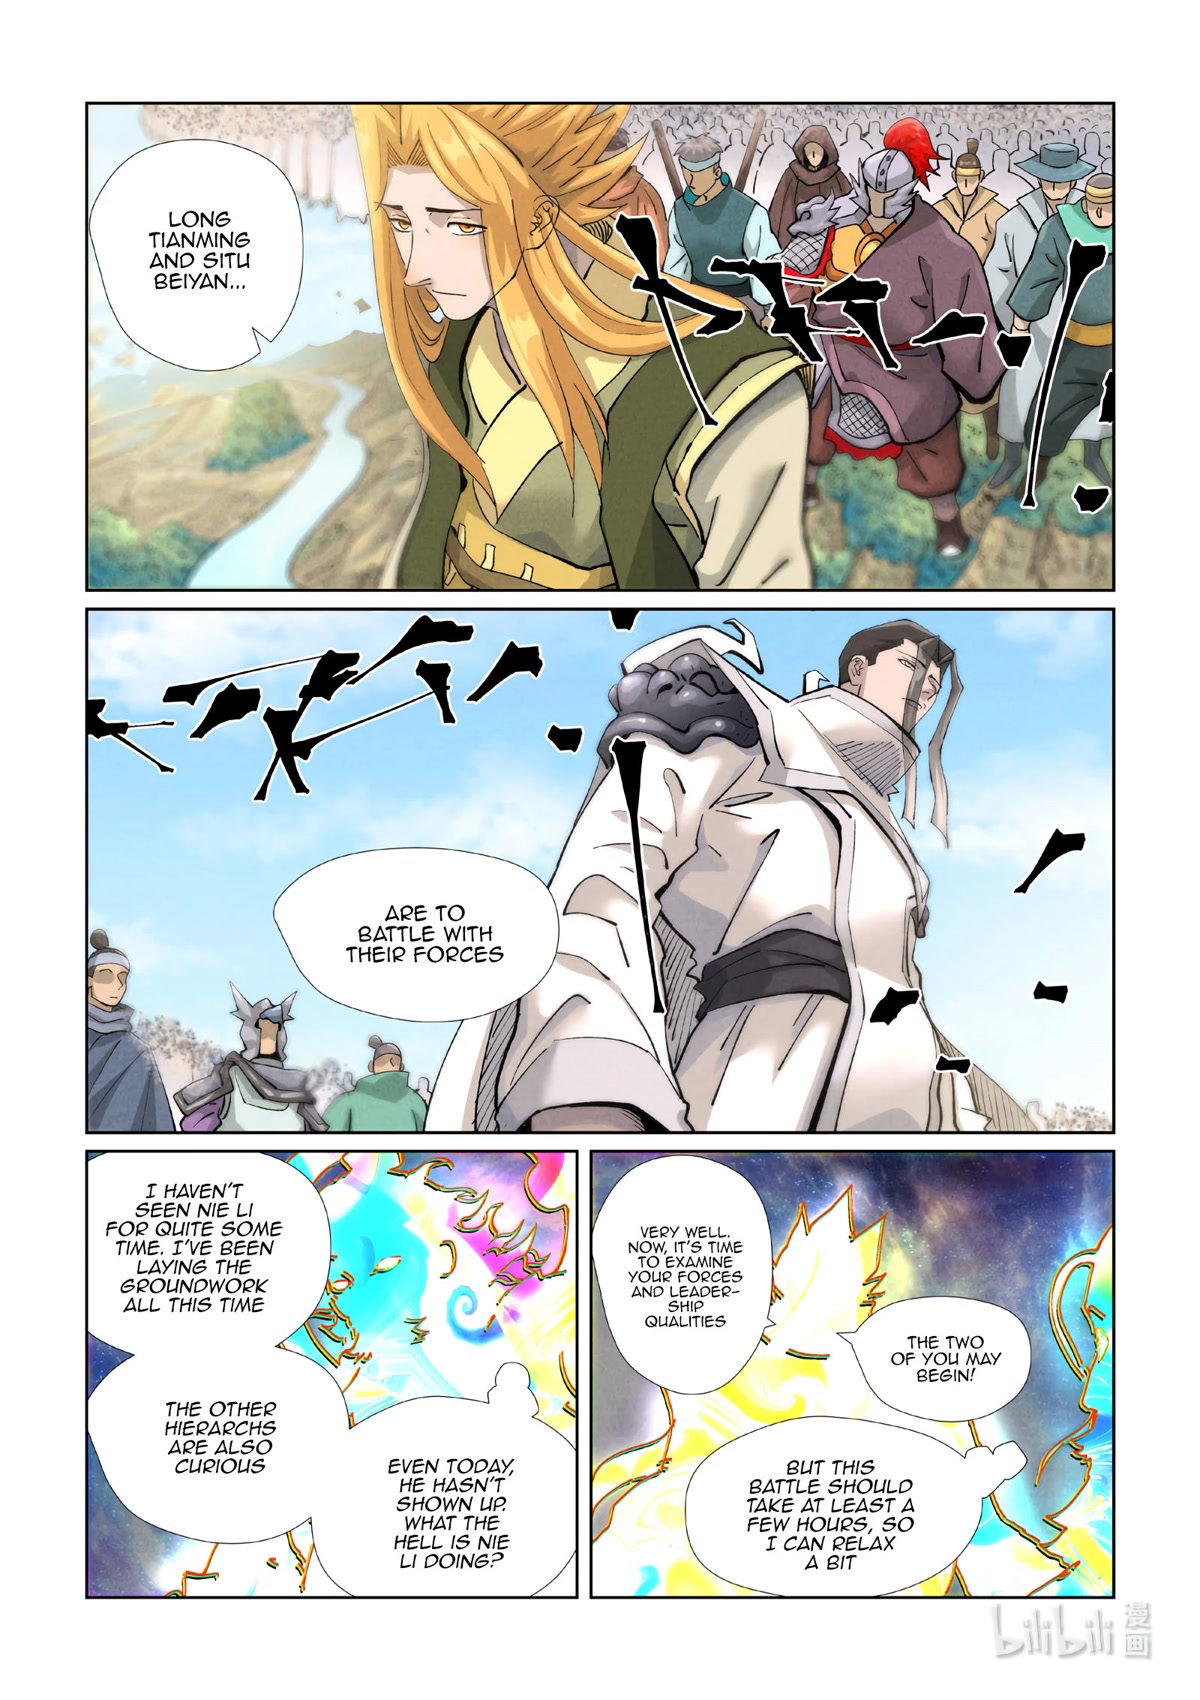 LONG
TIANMING
AND SITU
BEIYAN...
ARE TO
BATTLE WITH
THEIR FORCES
I HAVEN'T
SEEN NIE LI
FOR QUITE SOME
TIME. I'VE BEEN
LAYING THE
GROUNDWORK
ALL THIS TIME
THE OTHER
HIERARCHS
ARE ALSO
CURIOUS
EVEN TODAY,
HE HASN'T
SHOWN UP.
WHAT THE
HELL IS NIE
LI DOING?
VERY WELL.
NOW, IT'S TIME
TO EXAMINE
YOUR FORCES
AND LEADER-
SHIP
QUALITIES
THE TWO
OF YOU MAY
BEGIN!
BUT THIS
BATTLE SHOULD
TAKE AT LEAST A
FEW HOURS, SO
I CAN RELAX
A BIT
bilibili 漫画